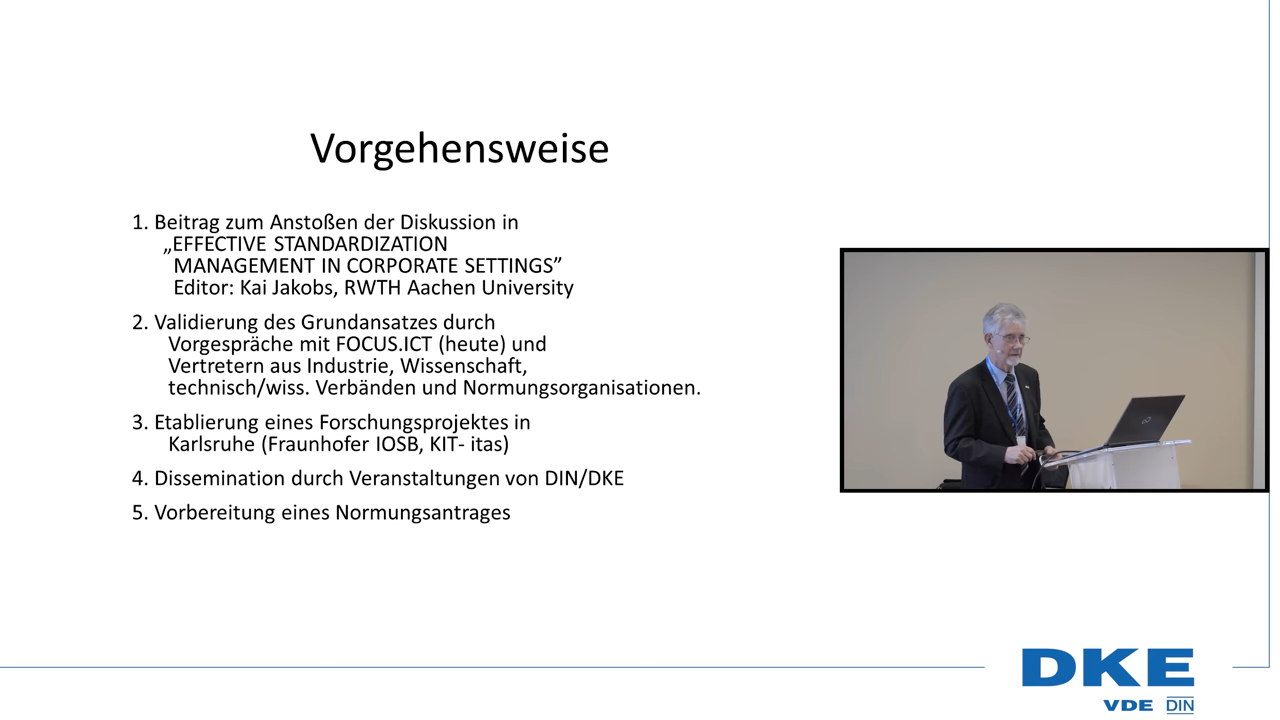 Vorgehensweise
1. Beitrag zum Anstoßen der Diskussion in
„EFFECTIVE STANDARDIZATION
MANAGEMENT IN CORPORATE SETTINGS”
Editor: Kai Jakobs, RWTH Aachen University
2. Validierung des Grundansatzes durch
Vorgespräche mit FOCUS.ICT (heute) und
Vertretern aus Industrie, Wissenschaft,
technisch/wiss. Verbänden und Normungsorganisationen.
3. Etablierung eines Forschungsprojektes in
Karlsruhe (Fraunhofer IOSB, KIT- itas)
4. Dissemination durch Veranstaltungen von DIN/DKE
5. Vorbereitung eines Normungsantrages
DKE
VDE DIN